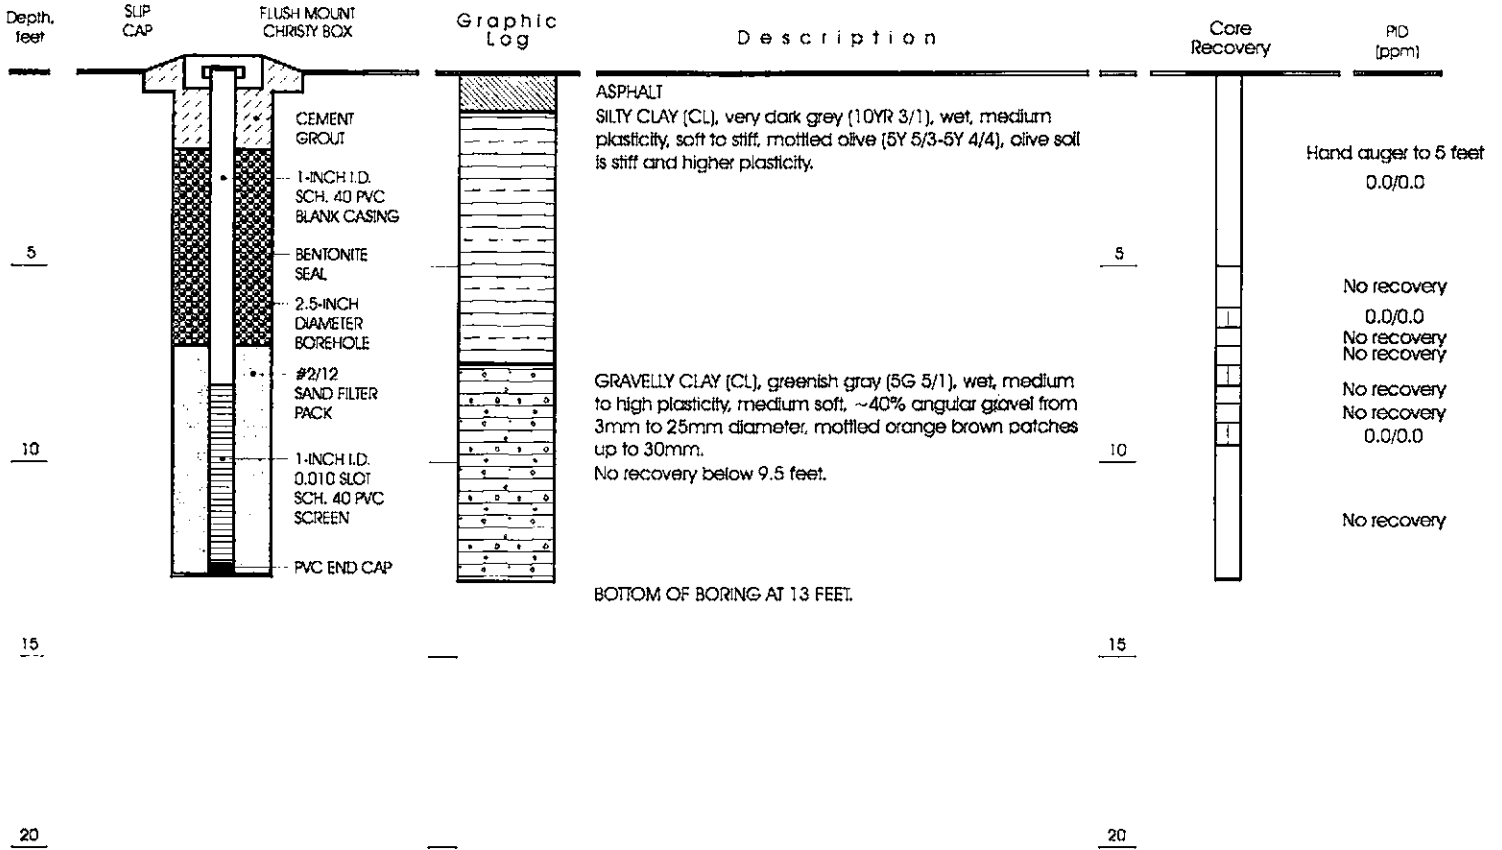 Depth,
feet
SLIP
CAP
FLUSH MOUNT
CHRISTY BOX
Graphic
Log
Description
Core
Recovery
PID
(ppm)
CEMENT
GROUT
1-INCH I.D.
SCH. 40 PVC
BLANK CASING
BENTONITE
SEAL
2.5-INCH
DIAMETER
BOREHOLE
#2/12
SAND FILTER
PACK
1-INCH I.D.
0.010 SLOT
SCH. 40 PVC
SCREEN
PVC END CAP
5
10
15
20
ASPHALT
SILTY CLAY (CL), very dark grey (10YR 3/1), wet, medium
plasticity, soft to stiff, mottled olive (5Y 5/3-5Y 4/4), olive soil
is stiff and higher plasticity.
GRAVELLY CLAY (CL), greenish gray (5G 5/1), wet, medium
to high plasticity, medium soft, ~40% angular gravel from
3mm to 25mm diameter, mottled orange brown patches
up to 30mm.
No recovery below 9.5 feet.
BOTTOM OF BORING AT 13 FEET.
5
10
15
20
Hand auger to 5 feet
0.0/0.0
No recovery
0.0/0.0
No recovery
No recovery
No recovery
No recovery
0.0/0.0
No recovery